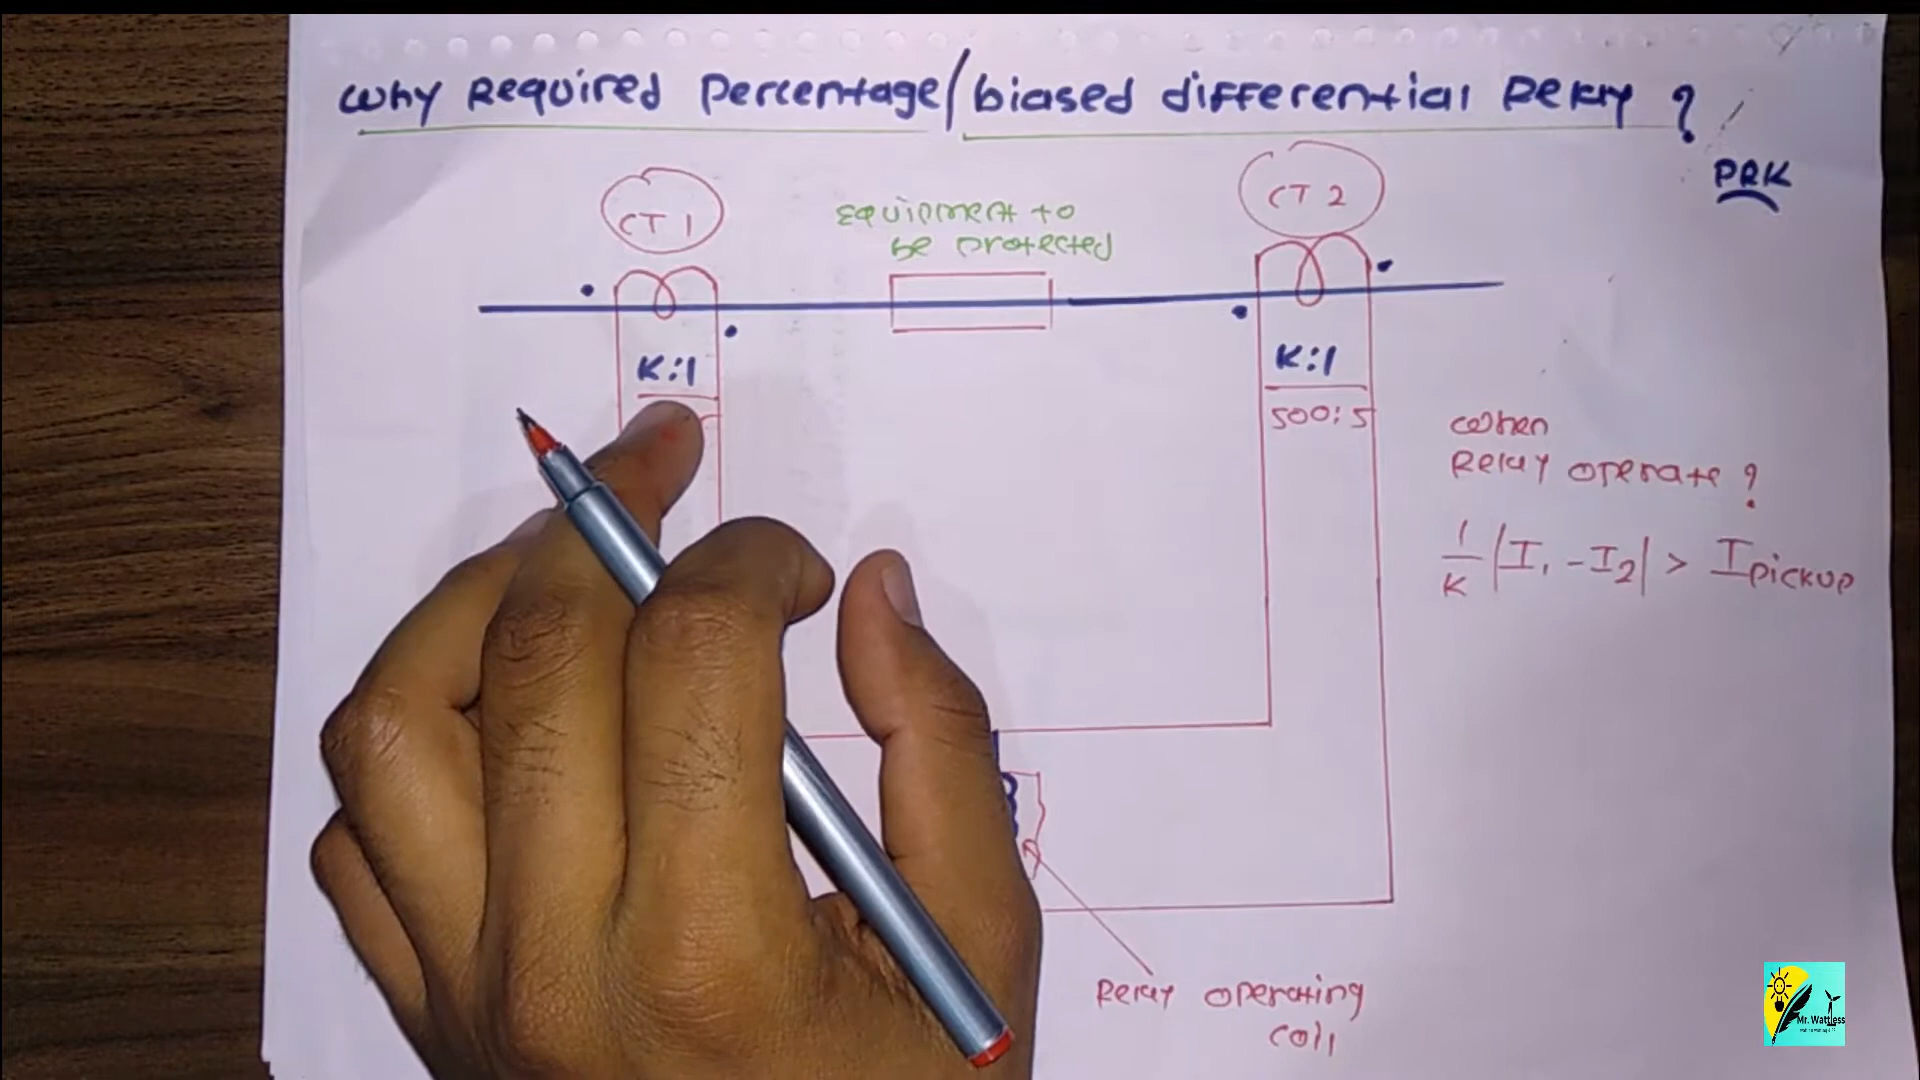 Why Required Percentage/biased differential Relay ?
PRK
CT 1
CT 2
Equipment to
be protected
K:1
K:1
500:5
When
Relay operate ?
1/K |I1 - I2| > Ipickup
Relay operating
coil
Mr. Wattless